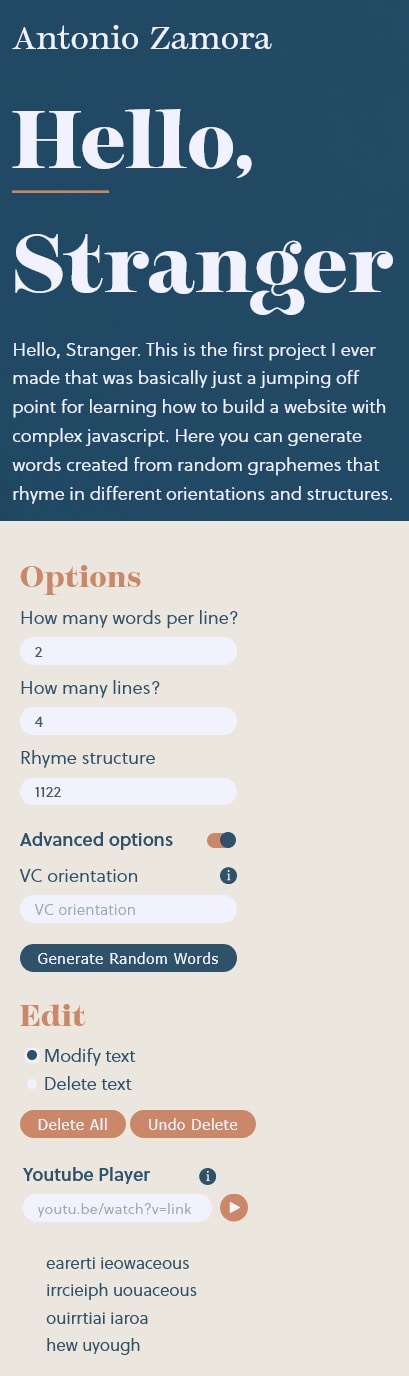 Antonio Zamora
Hello,
Stranger
Hello, Stranger. This is the first project I ever
made that was basically just a jumping off
point for learning how to build a website with
complex javascript. Here you can generate
words created from random graphemes that
rhyme in different orientations and structures.
Options
How many words per line?
2
How many lines?
4
Rhyme structure
1122
Advanced options
VC orientation
VC orientation
Generate Random Words
Edit
Modify text
Delete text
Delete All Undo Delete
Youtube Player
youtu.be/watch?v=link
earerti ieowaceous
irrcieiph uouaceous
ouirrtiai iaroa
hew uyough